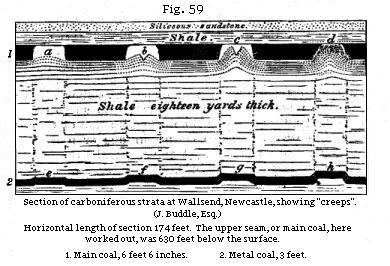 Fig. 59
Siliceous sandstone.
Shale.
1
a b c d
Shale eighteen yards thick.
e f g h
2
Section of carboniferous strata at Wallsend, Newcastle, showing "creeps".
(J. Buddle, Esq.)
Horizontal length of section 174 feet. The upper seam, or main coal, here
worked out, was 630 feet below the surface.
1. Main coal, 6 feet 6 inches. 2. Metal coal, 3 feet.